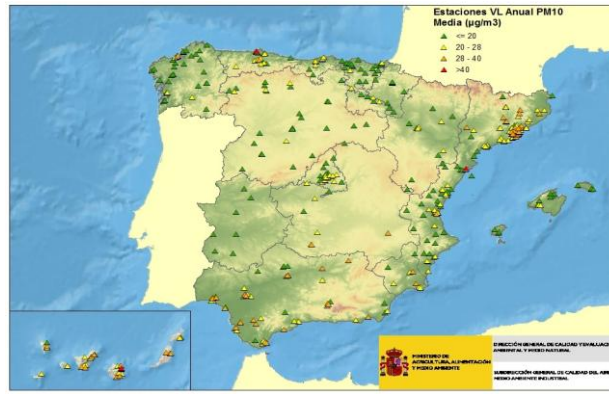 Estaciones VL Anual PM10
Media (µg/m3)
<= 20
20 - 28
28 - 40
>40
MINISTERIO DE
AGRICULTURA, ALIMENTACIÓN
Y MEDIO AMBIENTE
DIRECCIÓN GENERAL DE CALIDAD Y EVALUACIÓ
AMBIENTAL Y MEDIO NATURAL
SUBDIRECCIÓN GENERAL DE CALIDAD DEL AIRE
MEDIO AMBIENTE INDUSTRIAL